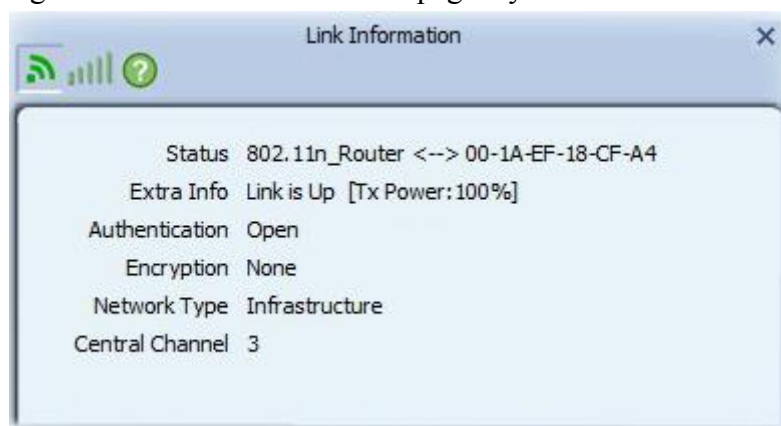 Link Information
Status 802.11n_Router <--> 00-1A-EF-18-CF-A4
Extra Info Link is Up [Tx Power:100%]
Authentication Open
Encryption None
Network Type Infrastructure
Central Channel 3